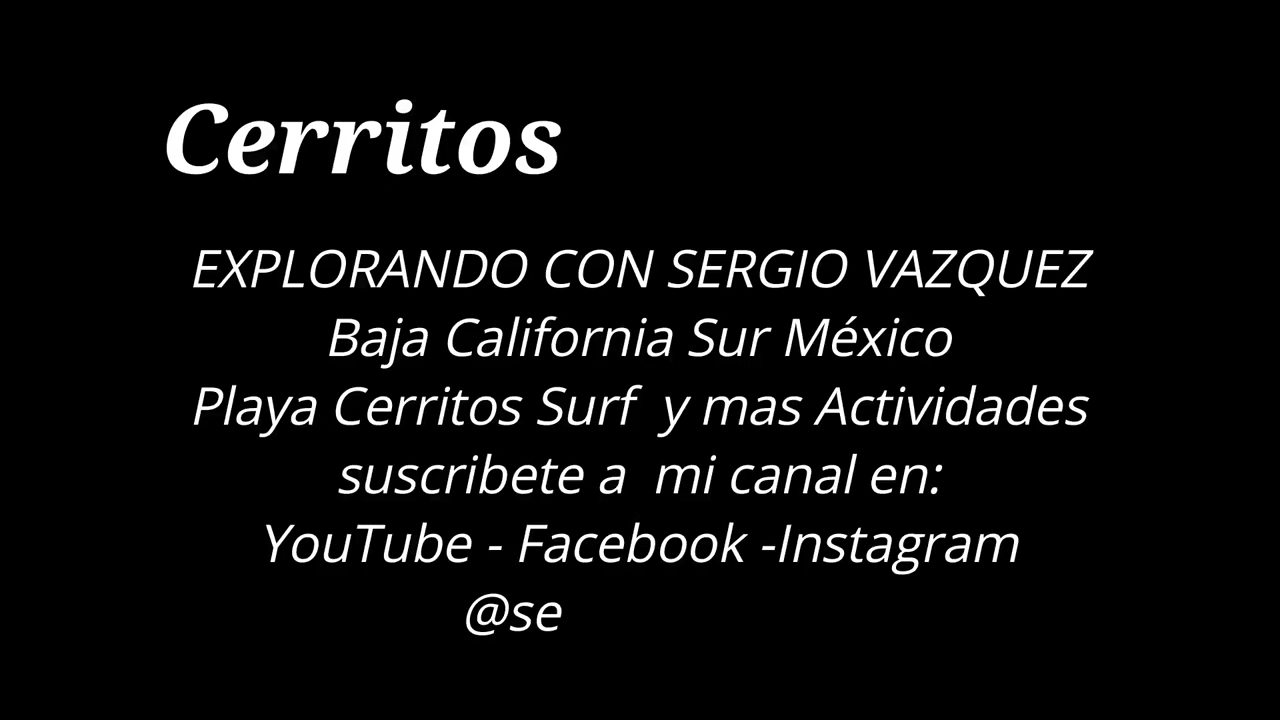 Cerritos
EXPLORANDO CON SERGIO VAZQUEZ
Baja California Sur México
Playa Cerritos Surf  y mas Actividades
suscribete a  mi canal en:
YouTube - Facebook -Instagram
@se